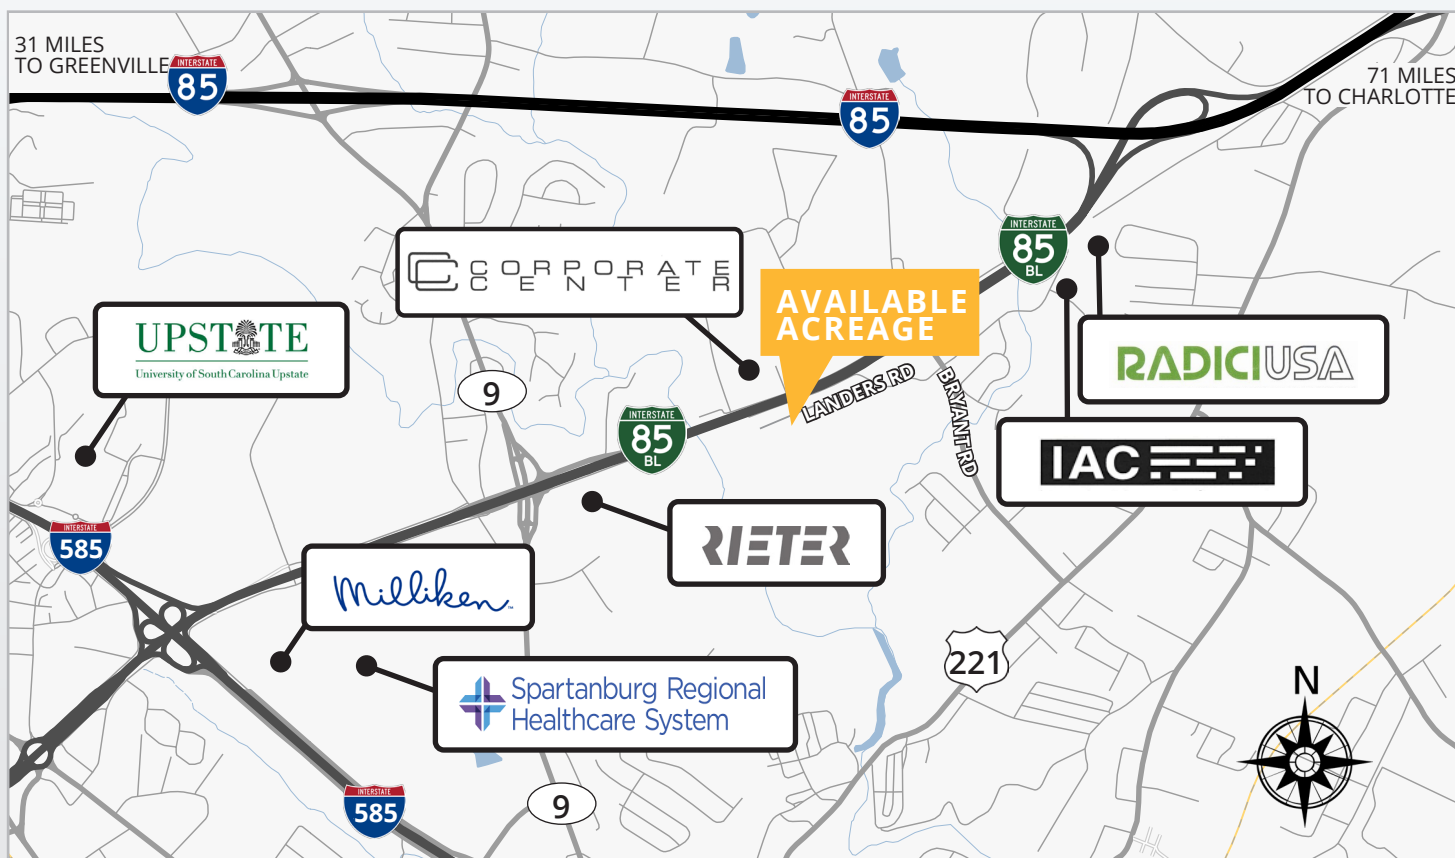 31 MILES
TO GREENVILLE
INTERSTATE
85
INTERSTATE
85
71 MILES
TO CHARLOTTE
INTERSTATE
85
BL
CORPORATE
CENTER
AVAILABLE
ACREAGE
UPSTATE
University of South Carolina Upstate
RADICIUSA
9
LANDERS RD
BRYANT RD
INTERSTATE
85
BL
IAC
RIETER
INTERSTATE
585
Milliken™
221
Spartanburg Regional
Healthcare System
N
INTERSTATE
585
9